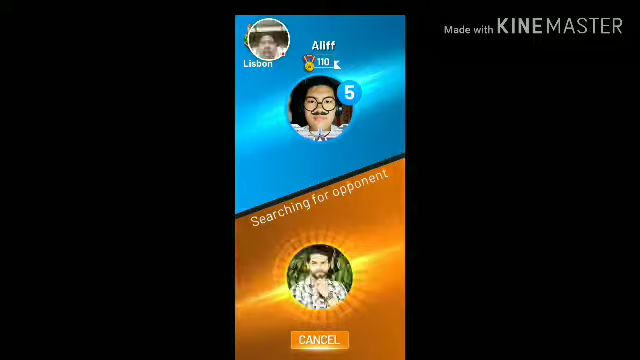 Made with KINEMASTER
Aliff
110
Lisbon
5
Searching for opponent
CANCEL